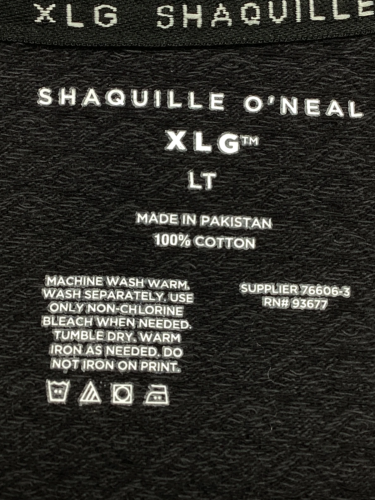 XLG SHAQUILLE
SHAQUILLE O'NEAL
XLG™
LT
MADE IN PAKISTAN
100% COTTON
MACHINE WASH WARM.
WASH SEPARATELY. USE
ONLY NON-CHLORINE
BLEACH WHEN NEEDED.
TUMBLE DRY. WARM
IRON AS NEEDED. DO
NOT IRON ON PRINT.
SUPPLIER 76606-3
RN# 93677